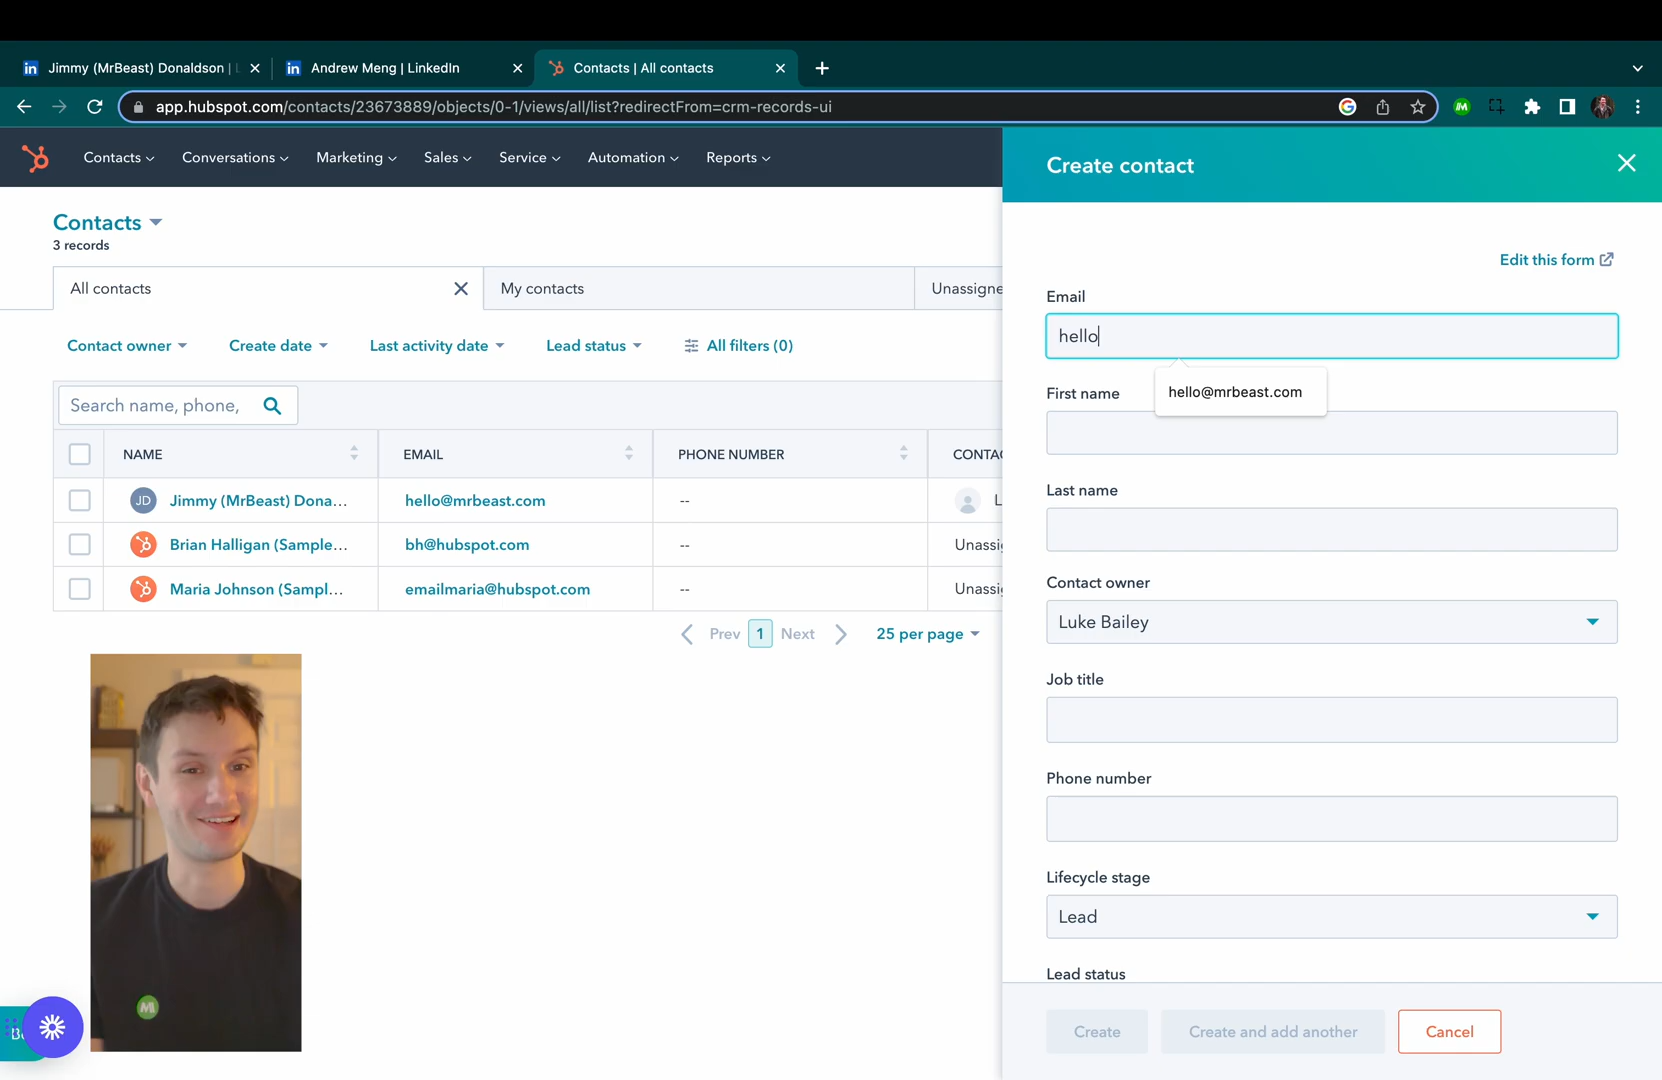 Jimmy (MrBeast) Donaldson |
Andrew Meng | LinkedIn
Contacts | All contacts
app.hubspot.com/contacts/23673889/objects/0-1/views/all/list?redirectFrom=crm-records-ui
Contacts
Conversations
Marketing
Sales
Service
Automation
Reports
Contacts
3 records
All contacts
My contacts
Unassigne
Contact owner
Create date
Last activity date
Lead status
All filters (0)
Search name, phone,
NAME
EMAIL
PHONE NUMBER
CONTAC
JD
Jimmy (MrBeast) Dona...
hello@mrbeast.com
--
L
Brian Halligan (Sample...
bh@hubspot.com
--
Unassi
Maria Johnson (Sampl...
emailmaria@hubspot.com
--
Unassi
Prev
1
Next
25 per page
Create contact
Edit this form
Email
hello
hello@mrbeast.com
First name
Last name
Contact owner
Luke Bailey
Job title
Phone number
Lifecycle stage
Lead
Lead status
Create
Create and add another
Cancel